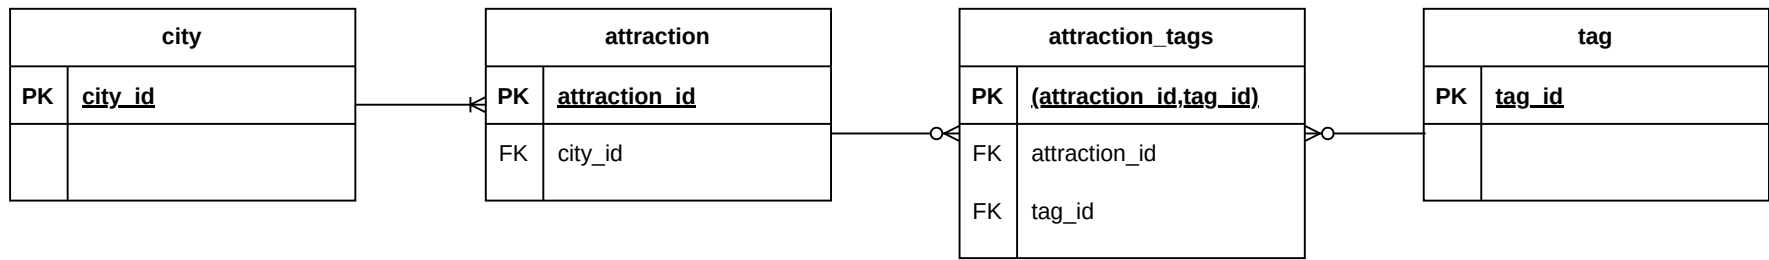 city
PK city_id
attraction
PK attraction_id
FK city_id
attraction_tags
PK (attraction_id,tag_id)
FK attraction_id
FK tag_id
tag
PK tag_id